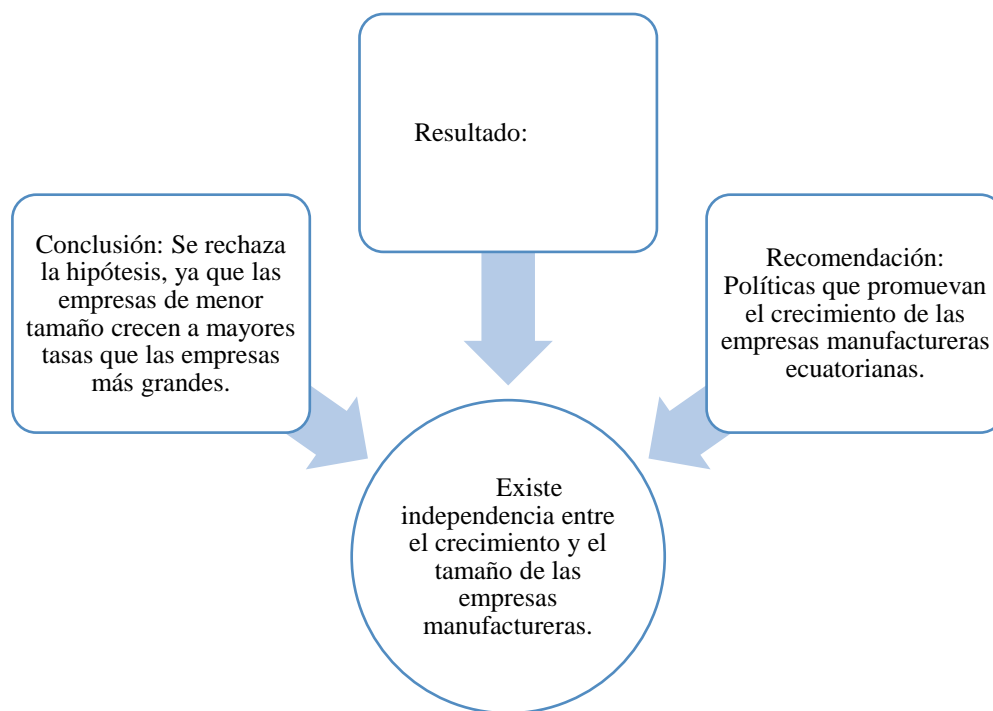 Resultado:
Conclusión: Se rechaza
la hipótesis, ya que las
empresas de menor
tamaño crecen a mayores
tasas que las empresas
más grandes.
Recomendación:
Políticas que promuevan
el crecimiento de las
empresas manufactureras
ecuatorianas.
Existe
independencia entre
el crecimiento y el
tamaño de las
empresas
manufactureras.